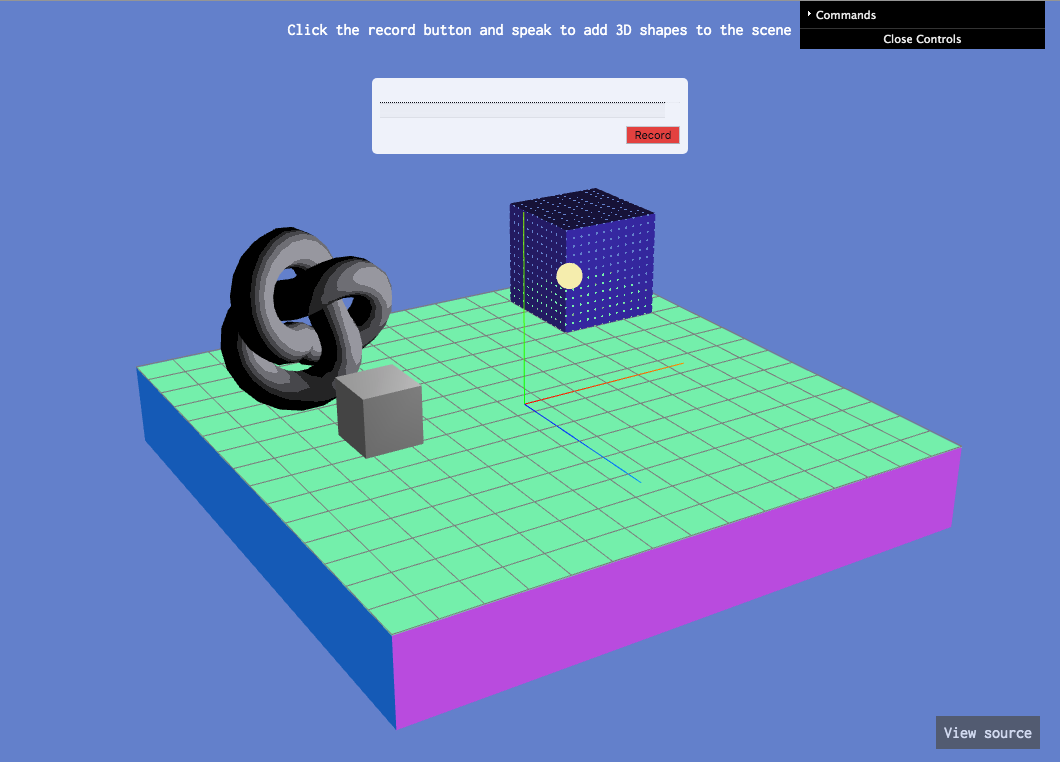 Click the record button and speak to add 3D shapes to the scene
Commands
Close Controls
Record
View source